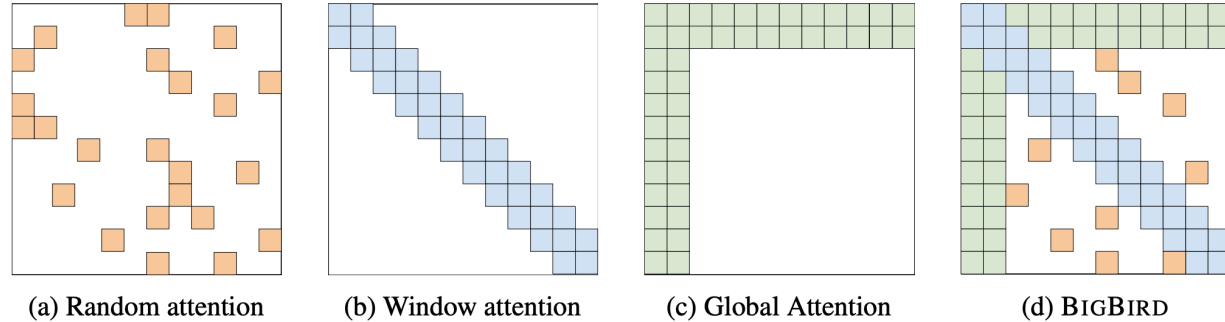 (a) Random attention
(b) Window attention
(c) Global Attention
(d) BIGBIRD